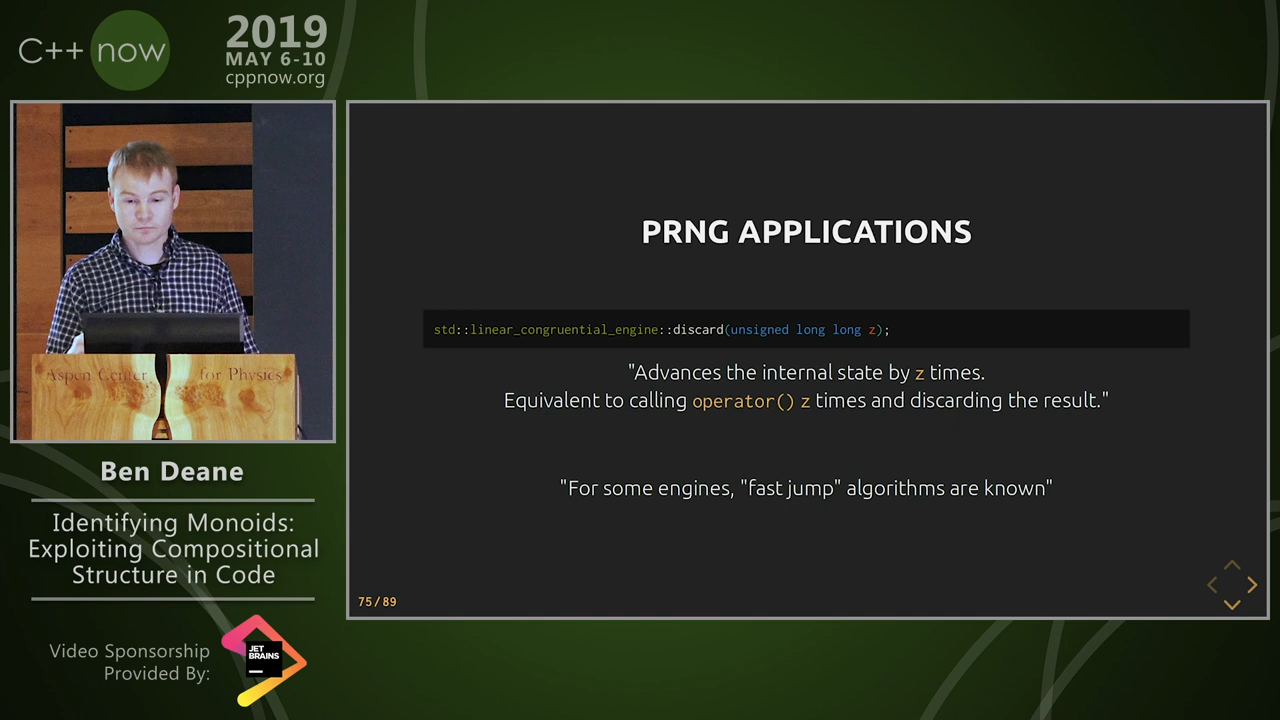 C++ now
2019
MAY 6-10
cppnow.org
Aspen Center for Physics
Ben Deane
Identifying Monoids:
Exploiting Compositional
Structure in Code
Video Sponsorship
Provided By:
JET
BRAINS
PRNG APPLICATIONS
std::linear_congruential_engine::discard(unsigned long long z);
"Advances the internal state by z times.
Equivalent to calling operator() z times and discarding the result."
"For some engines, "fast jump" algorithms are known"
75/89